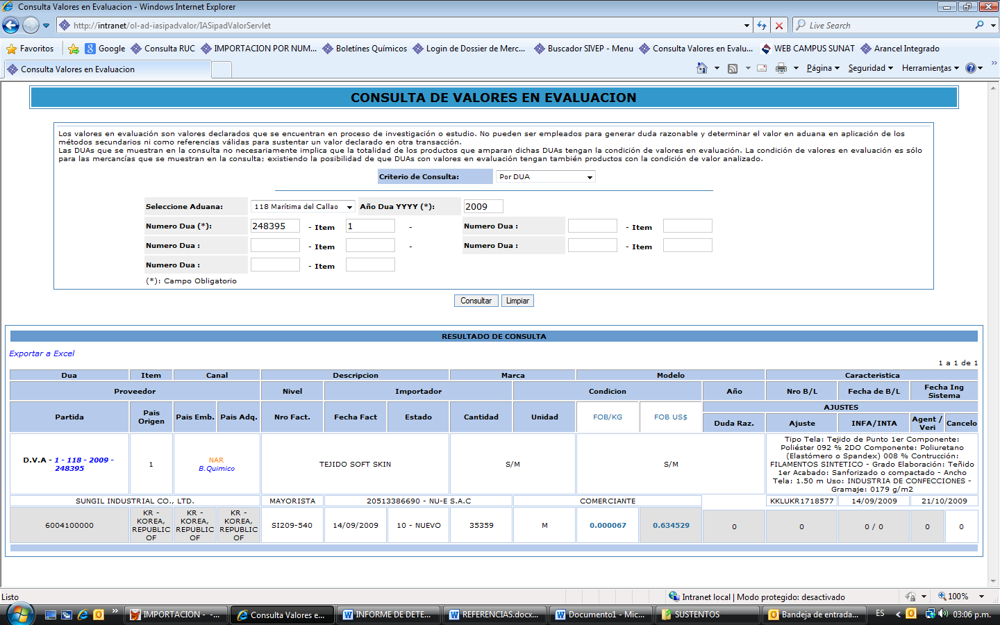 Consulta Valores en Evaluacion - Windows Internet Explorer
http://intranet/ol-ad-iasipadvalor/IASipadValorServlet
Live Search
Favoritos
Google
Consulta RUC
IMPORTACION POR NUM...
Boletínes Químicos
Login de Dossier de Merc...
Buscador SIVEP - Menu
Consulta Valores en Evalu...
WEB CAMPUS SUNAT
Arancel Integrado
Consulta Valores en Evaluacion
Página
Seguridad
Herramientas
CONSULTA DE VALORES EN EVALUACION
Los valores en evaluación son valores declarados que se encuentran en proceso de investigación o estudio. No pueden ser empleados para generar duda razonable y determinar el valor en aduana en aplicación de los
métodos secundarios ni como referencias válidas para sustentar un valor declarado en otra transacción.
Las DUAs que se muestran en la consulta no necesariamente implica que la totalidad de los productos que amparan dichas DUAs tengan la condición de valores en evaluación. La condición de valores en evaluación es sólo
para las mercancías que se muestran en la consulta; existiendo la posibilidad de que DUAs con valores en evaluación tengan también productos con la condición de valor analizado.
Criterio de Consulta: Por DUA
Seleccione Aduana: 118 Marítima del Callao Año Dua YYYY (*): 2009
Numero Dua (*): 248395 - Item 1 - Numero Dua : - Item
Numero Dua : - Item - Numero Dua : - Item
Numero Dua : - Item
(*): Campo Obligatorio
Consultar Limpiar
RESULTADO DE CONSULTA
Exportar a Excel
1 a 1 de 1
Dua Item Canal Descripcion Marca Modelo Caracteristica
Proveedor Nivel Importador Condicion Año Nro B/L Fecha de B/L Fecha Ing Sistema
Partida Pais Origen Pais Emb. Pais Adq. Nro Fact. Fecha Fact Estado Cantidad Unidad FOB/KG FOB US$ AJUSTES
Duda Raz. Ajuste INFA/INTA Agent / Veri Cancelo
D.V.A - 1 - 118 - 2009 -
248395
1
NAR
B.Quimico
TEJIDO SOFT SKIN
S/M
S/M
Tipo Tela: Tejido de Punto 1er Componente:
Poliéster 092 % 2DO Componente: Poliuretano
(Elastómero o Spandex) 008 % Contrucción:
FILAMENTOS SINTETICO - Grado Elaboración: Teñido
1er Acabado: Sanforizado o compactado - Ancho
Tela: 1.50 m Uso: INDUSTRIA DE CONFECCIONES -
Gramaje: 0179 g/m2
SUNGIL INDUSTRIAL CO., LTD. MAYORISTA 20513386690 - NU-E S.A.C COMERCIANTE KKLUKR1718577 14/09/2009 21/10/2009
6004100000
KR -
KOREA,
REPUBLIC
OF
KR -
KOREA,
REPUBLIC
OF
KR -
KOREA,
REPUBLIC
OF
SI209-540 14/09/2009 10 - NUEVO 35359 M 0.000067 0.634529 0 0 0 / 0 0 0
Listo
Intranet local | Modo protegido: desactivado
100%
IMPORTACION - -...
Consulta Valores e...
INFORME DE DETE...
REFERENCIAS.docx...
Documento1 - Mic...
SUSTENTOS
Bandeja de entrada...
ES
03:06 p.m.